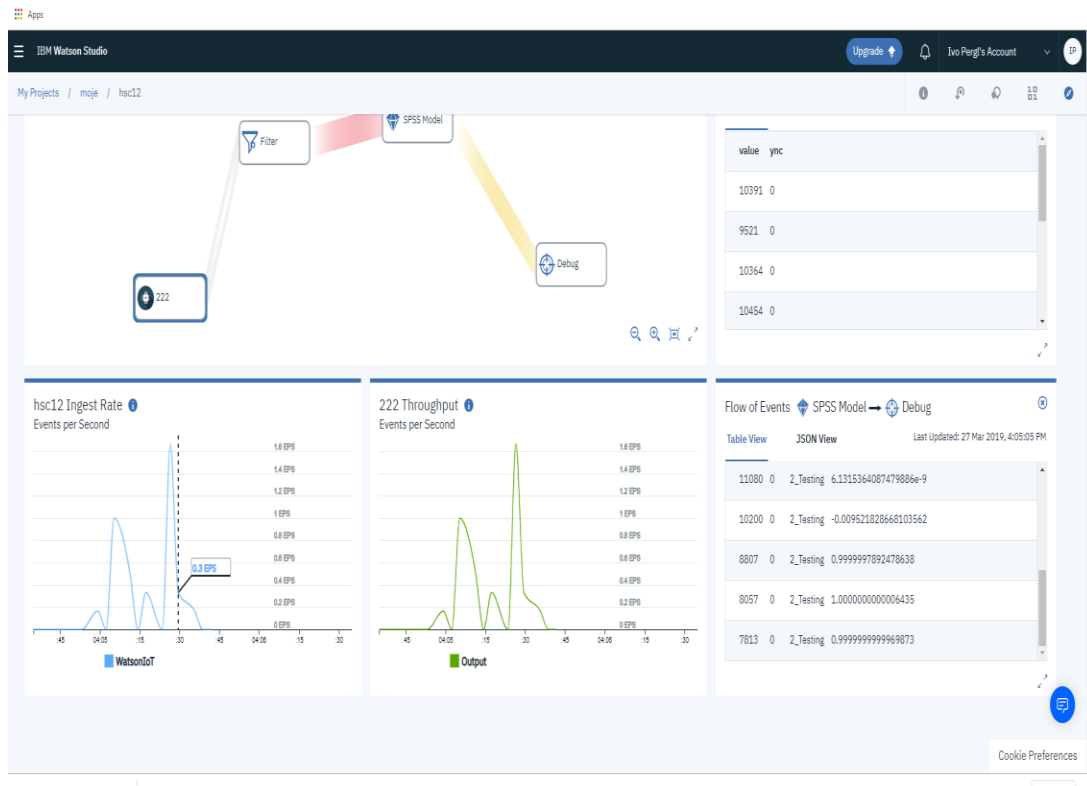 Apps
IBM Watson Studio
Upgrade
Ivo Pergl's Account
IP
My Projects / moje / hsc12
Filter
SPSS Model
222
Debug
value ync
10391 0
9521 0
10364 0
10454 0
hsc12 Ingest Rate
Events per Second
1.6 EPS
1.4 EPS
1.2 EPS
1 EPS
0.8 EPS
0.6 EPS
0.4 EPS
0.2 EPS
0 EPS
0.3 EPS
:45 04:05 :15 :30 :45 04:06 :15 :30
WatsonIoT
222 Throughput
Events per Second
1.6 EPS
1.4 EPS
1.2 EPS
1 EPS
0.8 EPS
0.6 EPS
0.4 EPS
0.2 EPS
0 EPS
:45 04:05 :15 :30 :45 04:06 :15 :30
Output
Flow of Events SPSS Model → Debug
Table View JSON View Last Updated: 27 Mar 2019, 4:05:05 PM
11080 0 2_Testing 6.1315364087479886e-9
10200 0 2_Testing -0.009521828668103562
8807 0 2_Testing 0.9999997892478638
8057 0 2_Testing 1.0000000000006435
7813 0 2_Testing 0.9999999999969873
Cookie Preferences